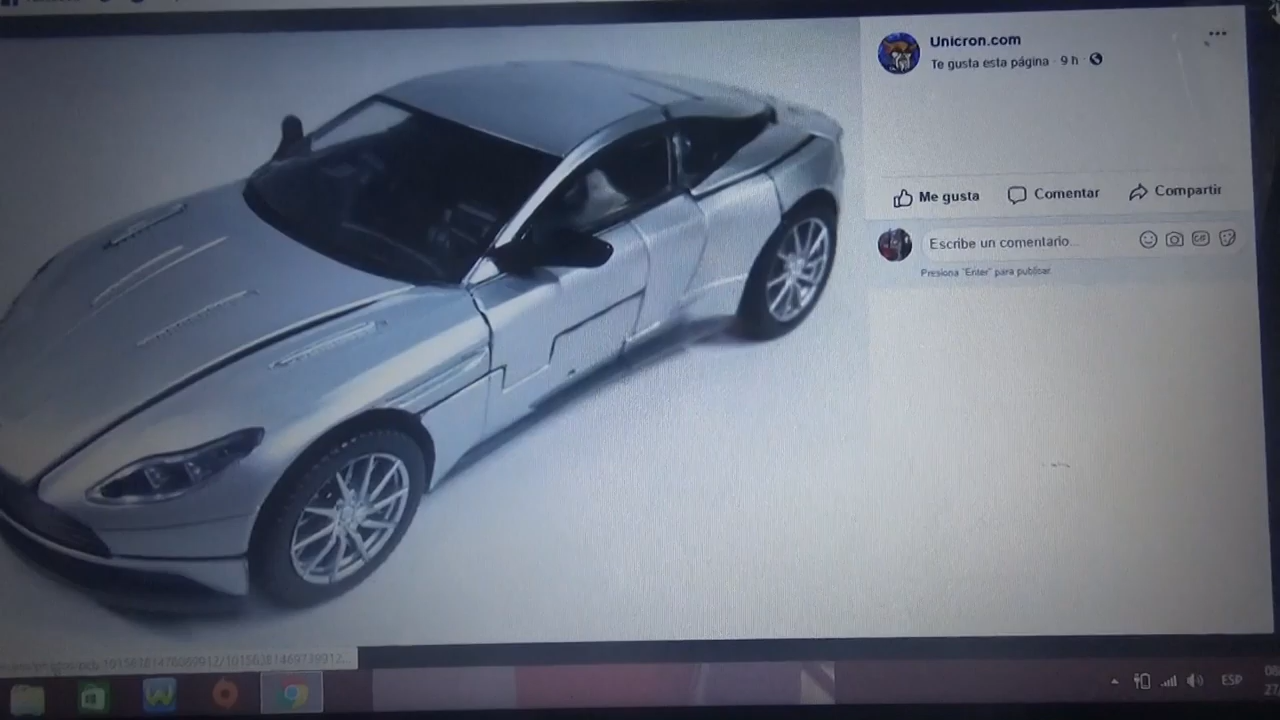 Unicron.com
Te gusta esta página · 9 h ·
Me gusta
Comentar
Compartir
Escribe un comentario...
GIF
Presiona "Enter" para publicar.
ESP